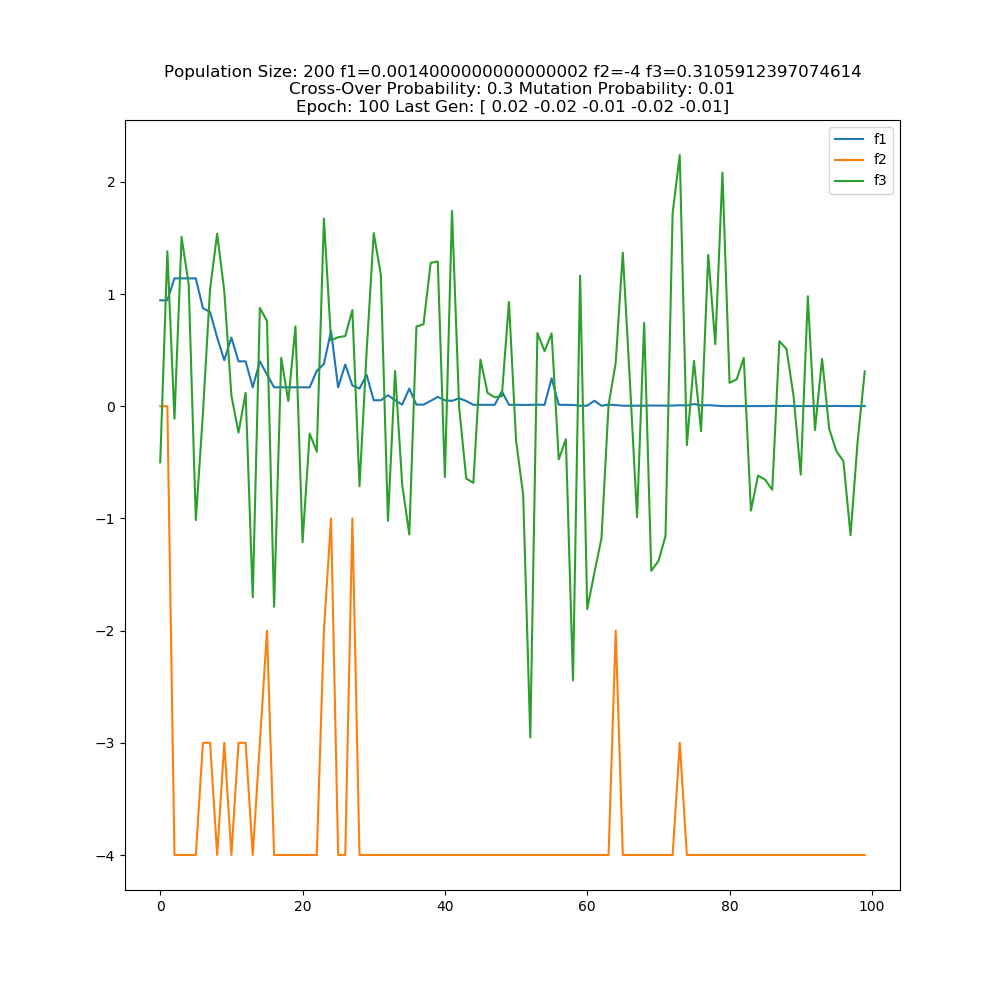 Population Size: 200 f1=0.0014000000000000002 f2=-4 f3=0.3105912397074614
Cross-Over Probability: 0.3 Mutation Probability: 0.01
Epoch: 100 Last Gen: [ 0.02 -0.02 -0.01 -0.02 -0.01]
f1
f2
f3
2
1
0
−1
−2
−3
−4
0
20
40
60
80
100